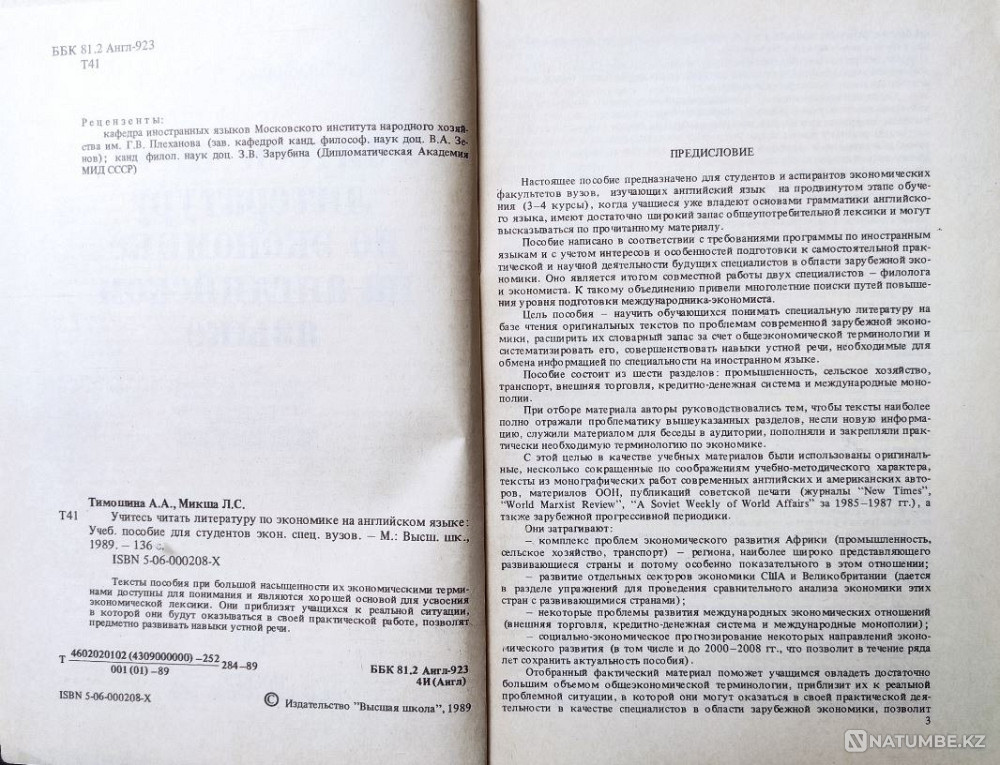 ББК 81.2 Англ-923
Т41
Рецензенты:
кафедра иностранных языков Московского института народного хозяй-
ства им. Г.В. Плеханова (зав. кафедрой канд. философ. наук доц. В.А. Зе-
нов); канд филол. наук доц. З.В. Зарубина (Дипломатическая Академия
МИД СССР)
Тимошина А.А., Микша Л.С.
Т41 Учитесь читать литературу по экономике на английском языке:
Учеб. пособие для студентов экон. спец. вузов. – М.: Высш. шк.,
1989. – 136 с.
ISBN 5-06-000208-X
Тексты пособия при большой насыщенности их экономическими терми-
нами доступны для понимания и являются хорошей основой для усвоения
экономической лексики. Они приблизят учащихся к реальной ситуации,
в которой они будут оказываться в своей практической работе, позволят
предметно развивать навыки устной речи.
Т 4602020102 (4309000000) –252
001 (01) –89
284–89
ББК 81.2 Англ-923
4И (Англ)
ISBN 5-06-000208-X
© Издательство "Высшая школа", 1989
ПРЕДИСЛОВИЕ
Настоящее пособие предназначено для студентов и аспирантов экономических
факультетов вузов, изучающих английский язык на продвинутом этапе обуче-
ния (3–4 курсы), когда учащиеся уже владеют основами грамматики английско-
го языка, имеют достаточно широкий запас общеупотребительной лексики и могут
высказываться по прочитанному материалу.
Пособие написано в соответствии с требованиями программы по иностранным
языкам и с учетом интересов и особенностей подготовки к самостоятельной прак-
тической и научной деятельности будущих специалистов в области зарубежной эко-
номики. Оно является итогом совместной работы двух специалистов – филолога
и экономиста. К такому объединению привели многолетние поиски путей повыше-
ния уровня подготовки международника-экономиста.
Цель пособия – научить обучающихся понимать специальную литературу на
базе чтения оригинальных текстов по проблемам современной зарубежной эконо-
мики, расширить их словарный запас за счет общеэкономической терминологии и
систематизировать его, совершенствовать навыки устной речи, необходимые для
обмена информацией по специальности на иностранном языке.
Пособие состоит из шести разделов: промышленность, сельское хозяйство,
транспорт, внешняя торговля, кредитно-денежная система и международные моно-
полии.
При отборе материала авторы руководствовались тем, чтобы тексты наиболее
полно отражали проблематику вышеуказанных разделов, несли новую информа-
цию, служили материалом для беседы в аудитории, пополняли и закрепляли прак-
тически необходимую терминологию по экономике.
С этой целью в качестве учебных материалов были использованы оригиналь-
ные, несколько сокращенные по соображениям учебно-методического характера,
тексты из монографических работ современных английских и американских авто-
ров, материалов ООН, публикаций советской печати (журналы "New Times",
"World Marxist Review", "A Soviet Weekly of World Affairs" за 1985–1987 гг.), а
также зарубежной прогрессивной периодики.
Они затрагивают:
– комплекс проблем экономического развития Африки (промышленность,
сельское хозяйство, транспорт) – региона, наиболее широко представляющего
развивающиеся страны и потому особенно показательного в этом отношении;
– развитие отдельных секторов экономики США и Великобритании (дается
в разделе упражнений для проведения сравнительного анализа экономики этих
стран с развивающимися странами);
– некоторые проблемы развития международных экономических отношений
(внешняя торговля, кредитно-денежная система и международные монополии);
– социально-экономическое прогнозирование некоторых направлений эконо-
мического развития (в том числе и до 2000–2008 гг., что позволит в течение ряда
лет сохранить актуальность пособия).
Отобранный фактический материал поможет учащимся овладеть достаточно
большим объемом общеэкономической терминологии, приблизит их к реальной
проблемной ситуации, в которой они могут оказаться в своей практической дея-
тельности в качестве специалистов в области зарубежной экономики, позволит
3
NATUMBE.KZ